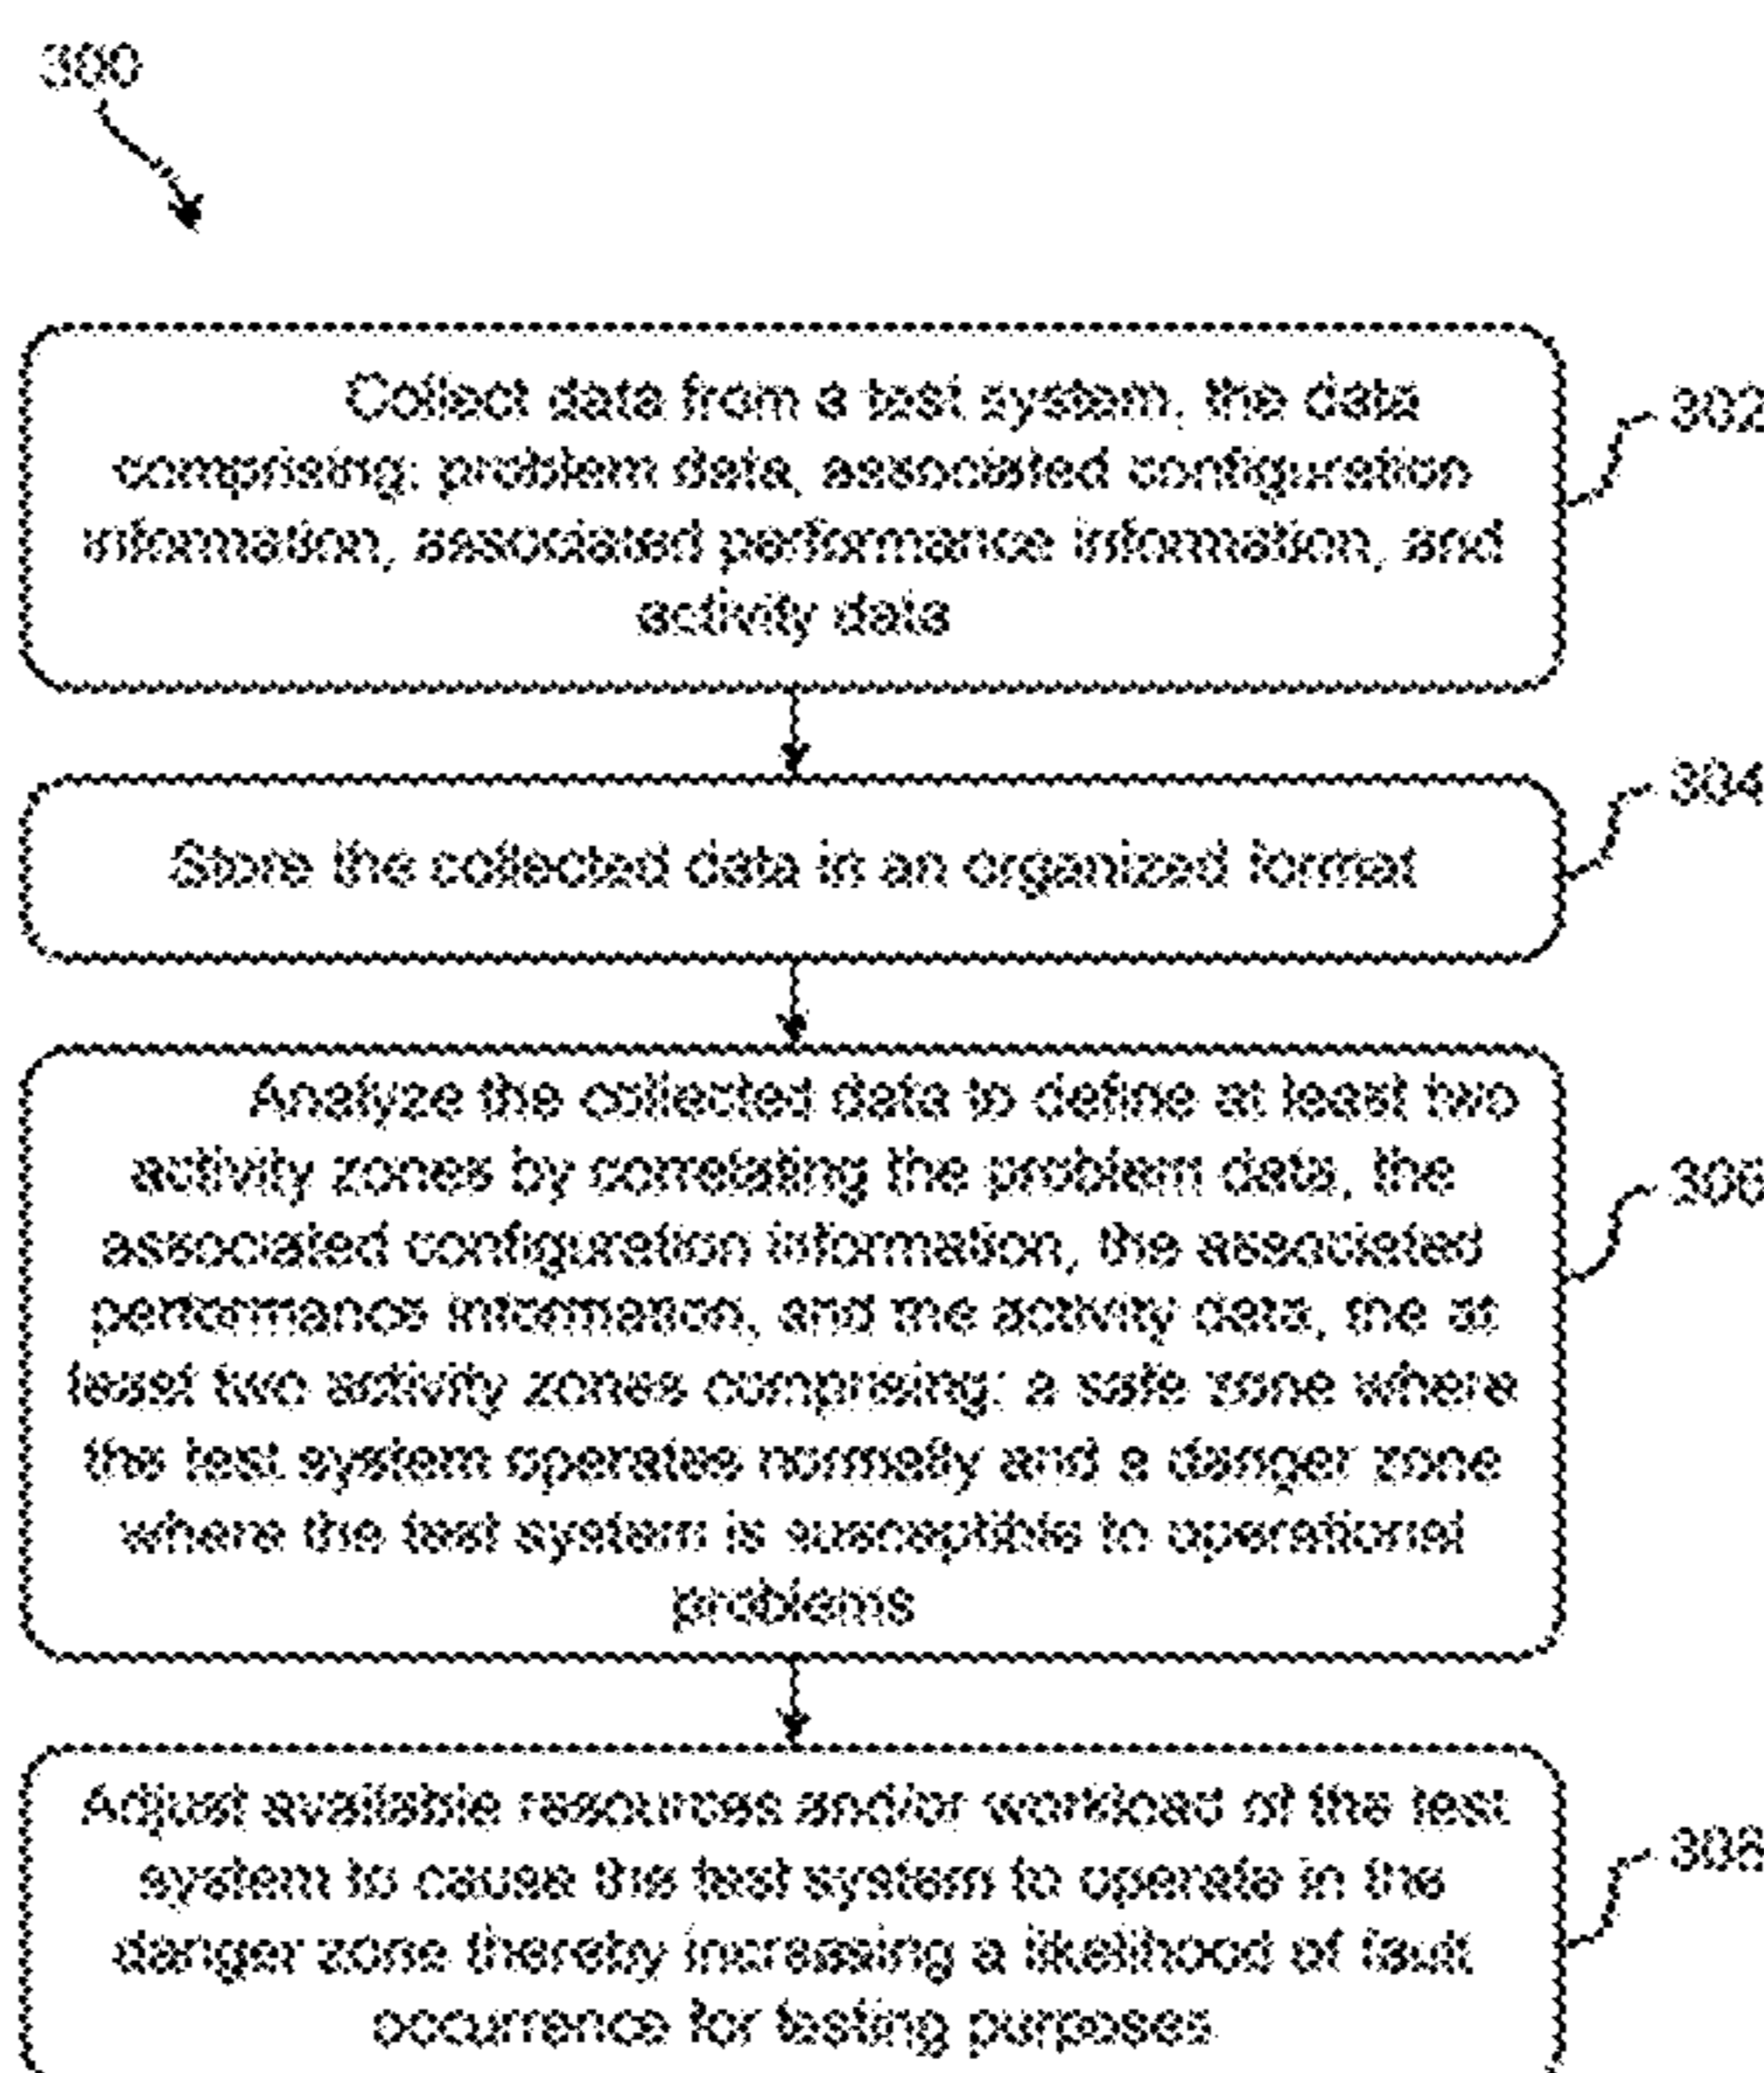 300
Collect data from a test system, the data
302
comprising: problem data, associated configuration
information, associated performance information, and
activity data
304
Store the collected data in an organized format
Analyze the collected data to define at least two
activity zones by correlating the problem data, the
306
associated configuration information, the associated
performance information, and the activity data, the at
least two activity zones comprising: a safe zone where
the test system operates normally and a danger zone
where the test system is susceptible to operational
problems
Adjust available resources and/or workload of the test
308
system to cause the test system to operate in the
danger zone thereby increasing a likelihood of fault
occurrence for testing purposes